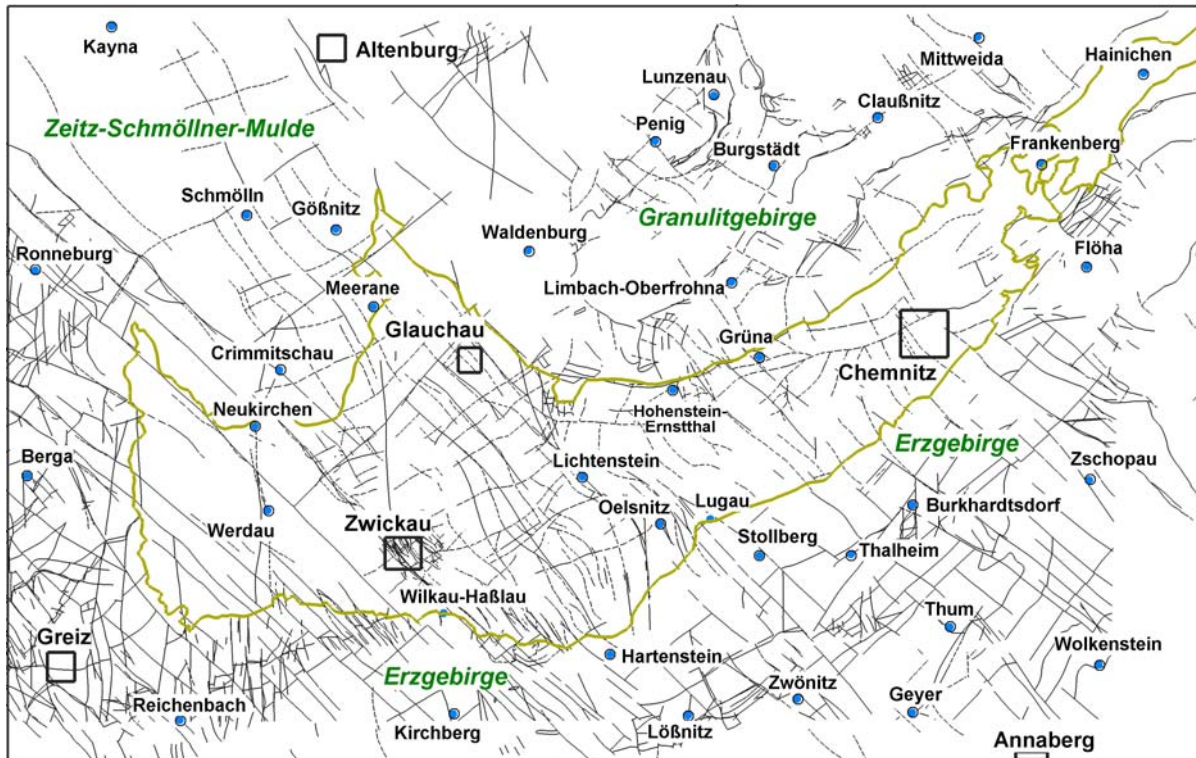 Kayna
Altenburg
Mittweida
Hainichen
Lunzenau
Claußnitz
Zeitz-Schmöllner-Mulde
Penig
Burgstädt
Frankenberg
Schmölln
Gößnitz
Granulitgebirge
Waldenburg
Ronneburg
Flöha
Meerane
Limbach-Oberfrohna
Glauchau
Grüna
Crimmitschau
Chemnitz
Neukirchen
Hohenstein-
Ernstthal
Erzgebirge
Berga
Lichtenstein
Zschopau
Oelsnitz
Lugau
Burkhardtsdorf
Werdau
Zwickau
Stollberg
Thalheim
Wilkau-Haßlau
Thum
Greiz
Hartenstein
Wolkenstein
Erzgebirge
Zwönitz
Geyer
Reichenbach
Kirchberg
Lößnitz
Annaberg